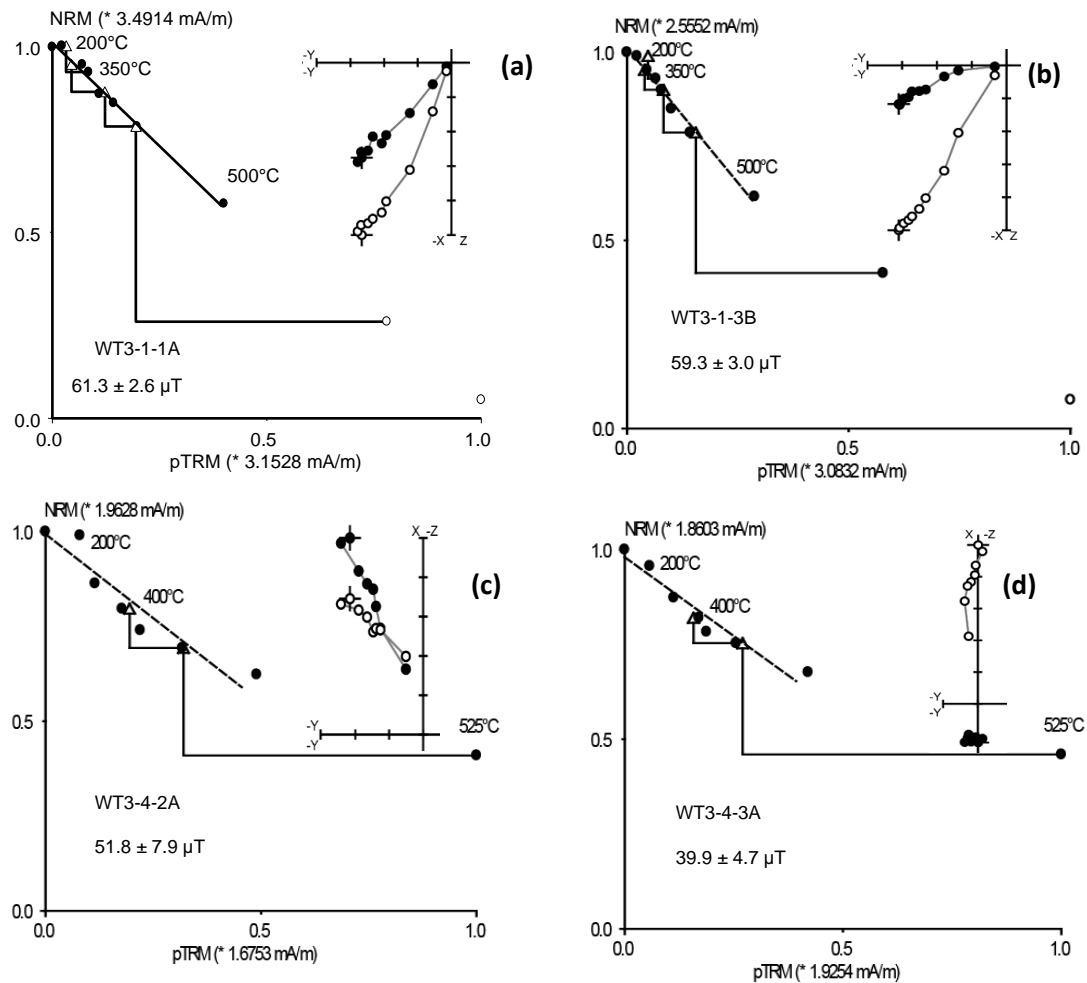 NRM (* 3.4914 mA/m)
1.0
200°C
350°C
500°C
0.5
0.0
0.0
0.5
1.0
pTRM (* 3.1528 mA/m)
WT3-1-1A
61.3 ± 2.6 µT
-Y
-Y
-X
Z
(a)
NRM (* 2.5552 mA/m)
1.0
200°C
350°C
500°C
0.5
0.0
0.0
0.5
1.0
pTRM (* 3.0832 mA/m)
WT3-1-3B
59.3 ± 3.0 µT
-Y
-Y
-X
Z
(b)
NRM (* 1.9628 mA/m)
1.0
200°C
400°C
525°C
0.5
0.0
0.0
0.5
1.0
pTRM (* 1.6753 mA/m)
WT3-4-2A
51.8 ± 7.9 µT
X
-Z
-Y
-Y
(c)
NRM (* 1.8603 mA/m)
1.0
200°C
400°C
525°C
0.5
0.0
0.0
0.5
1.0
pTRM (* 1.9254 mA/m)
WT3-4-3A
39.9 ± 4.7 µT
X
-Z
-Y
-Y
(d)